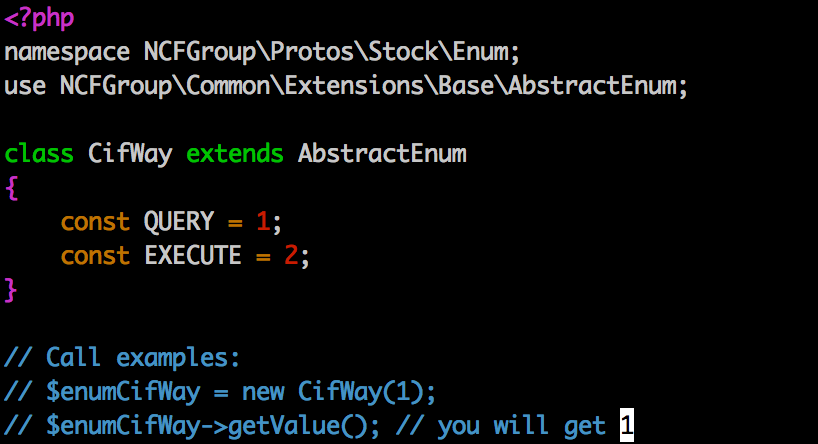 <?php
namespace NCFGroup\Protos\Stock\Enum;
use NCFGroup\Common\Extensions\Base\AbstractEnum;

class CifWay extends AbstractEnum
{
    const QUERY = 1;
    const EXECUTE = 2;
}

// Call examples:
// $enumCifWay = new CifWay(1);
// $enumCifWay->getValue(); // you will get 1